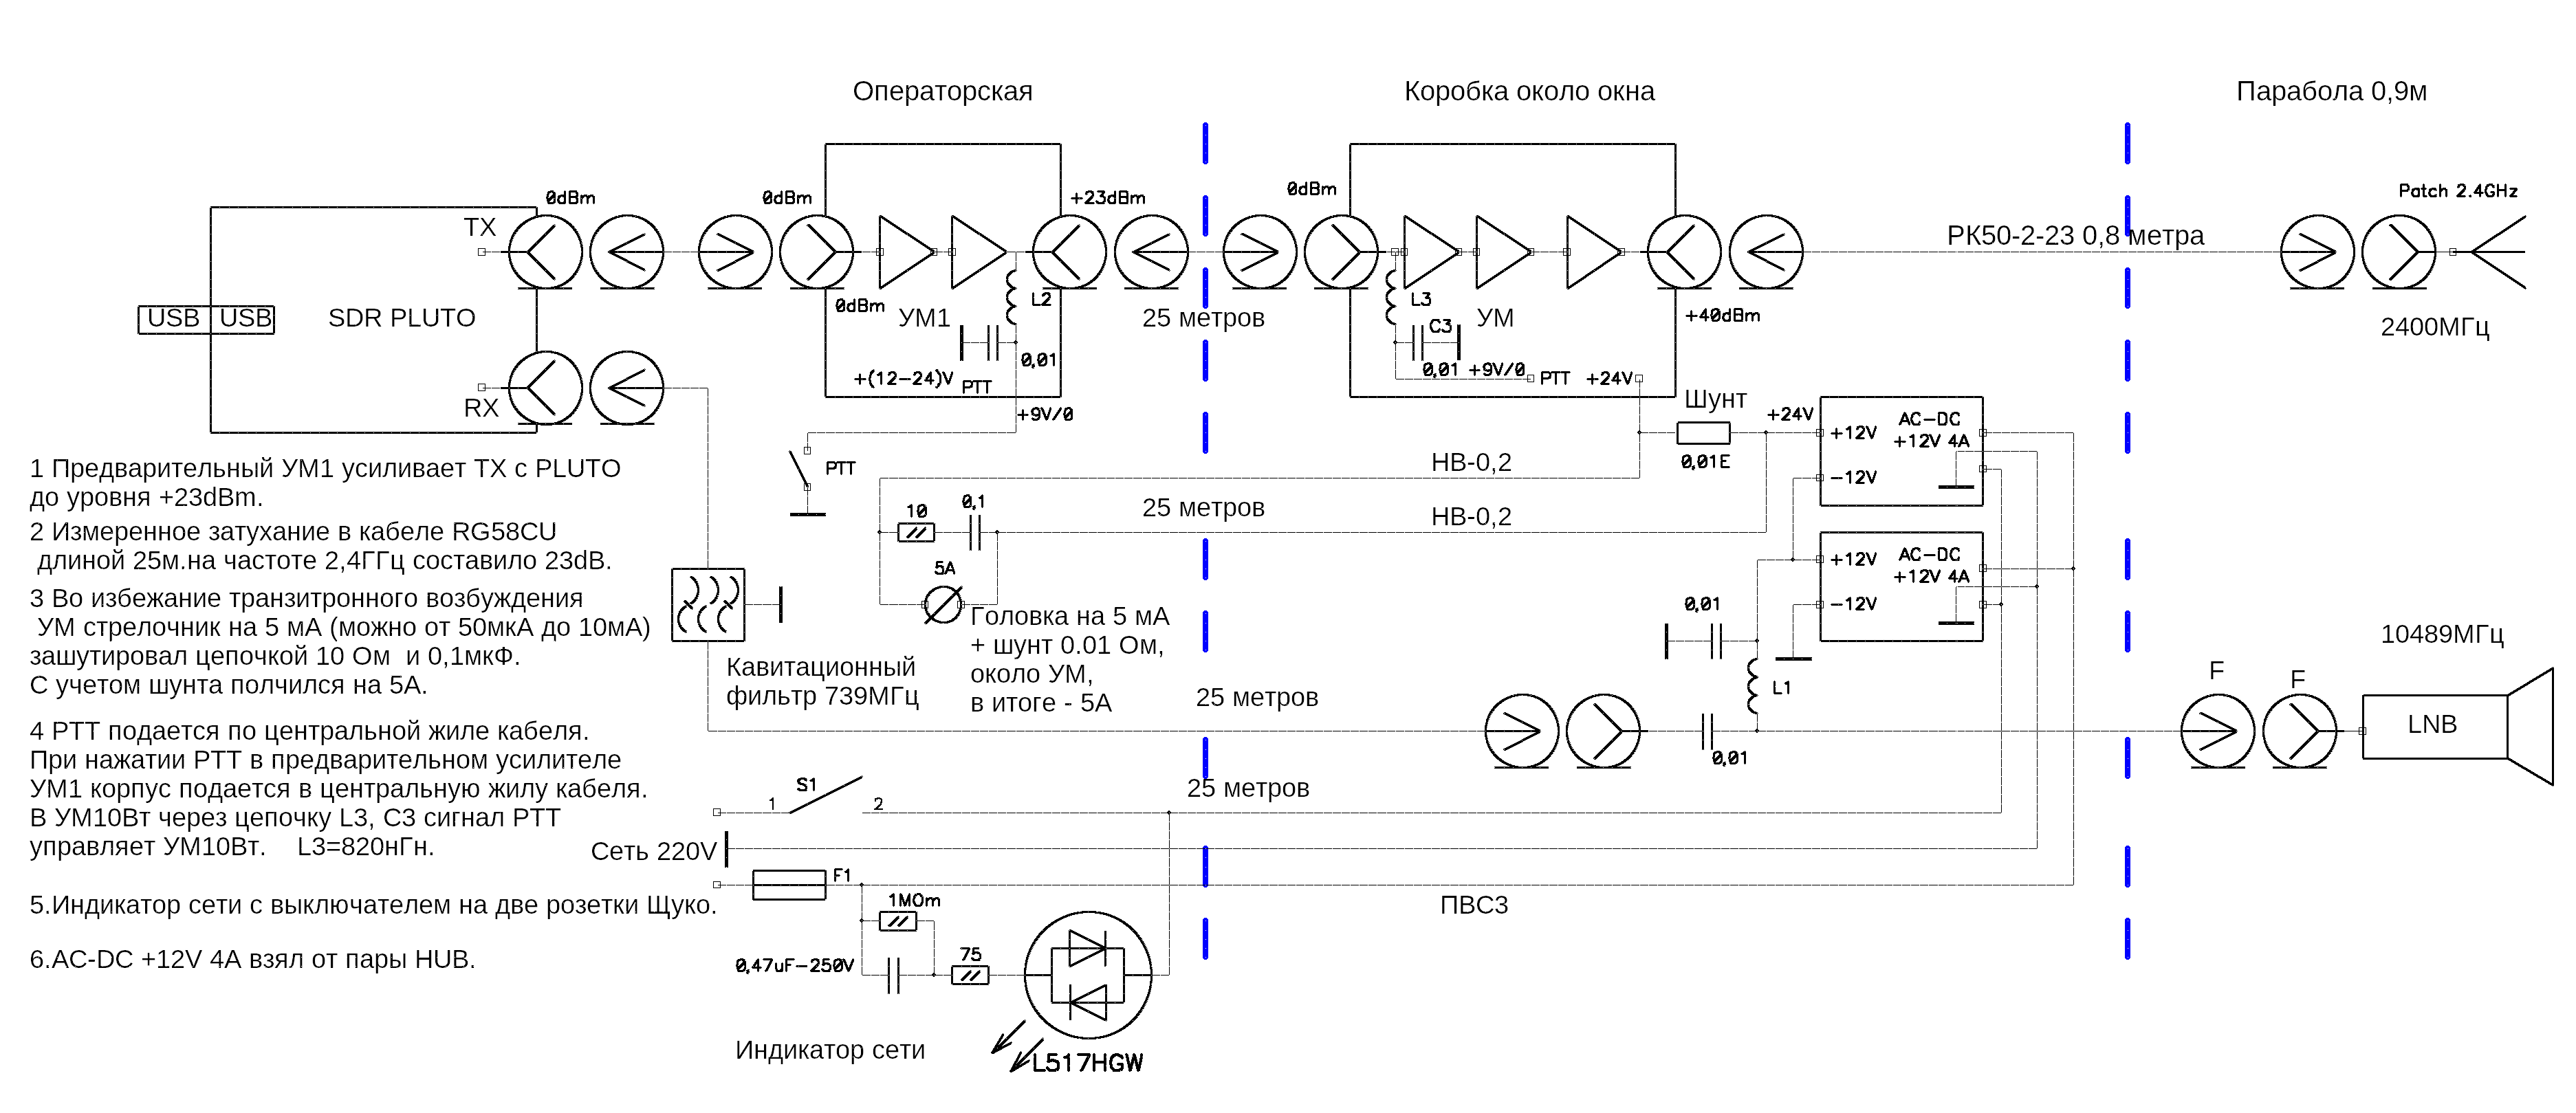 Операторская
Коробка около окна
Парабола 0,9м
0dBm
0dBm
+23dBm
0dBm
Patch 2.4GHz
TX
РК50-2-23 0,8 метра
USB
USB
SDR PLUTO
0dBm
УМ1
L2
25 метров
L3
C3
УМ
+40dBm
2400МГц
0,01
+(12-24)V
PTT
0,01
+9V/0
PTT
+24V
RX
+9V/0
Шунт
+24V
+12V
AC-DC
+12V 4A
0,01E
-12V
PTT
НВ-0,2
25 метров
НВ-0,2
10
0,1
5A
+12V
AC-DC
+12V 4A
-12V
0,01
1 Предварительный УМ1 усиливает TX с PLUTO
до уровня +23dBm.
2 Измеренное затухание в кабеле RG58CU
длиной 25м.на частоте 2,4ГГц составило 23dB.
3 Во избежание транзитронного возбуждения
УМ стрелочник на 5 мА (можно от 50мкА до 10мА)
зашутировал цепочкой 10 Ом  и 0,1мкФ.
С учетом шунта полчился на 5А.
4 PTT подается по центральной жиле кабеля.
При нажатии PTT в предварительном усилителе
УМ1 корпус подается в центральную жилу кабеля.
В УМ10Вт через цепочку L3, C3 сигнал PTT
управляет УМ10Вт.    L3=820нГн.
5.Индикатор сети с выключателем на две розетки Щуко.
6.AC-DC +12V 4A взял от пары HUB.
Головка на 5 мА
+ шунт 0.01 Ом,
около УМ,
в итоге - 5А
Кавитационный
фильтр 739МГц
25 метров
L1
0,01
10489МГц
F
F
LNB
S1
1
2
25 метров
Сеть 220V
F1
ПВС3
1MOm
0,47uF-250V
75
Индикатор сети
L517HGW